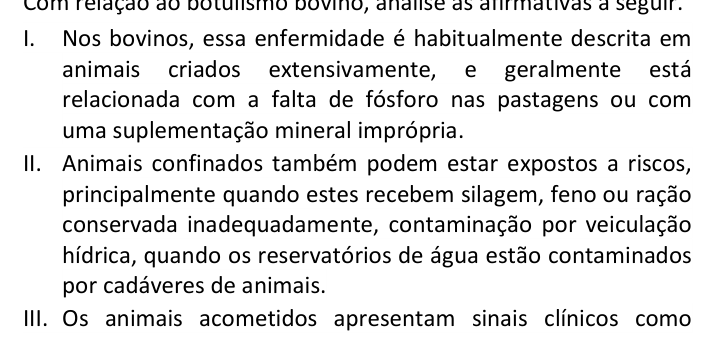 Com relação ao botulismo bovino, analise as afirmativas a seguir.
I. Nos bovinos, essa enfermidade é habitualmente descrita em
animais criados extensivamente, e geralmente está
relacionada com a falta de fósforo nas pastagens ou com
uma suplementação mineral imprópria.
II. Animais confinados também podem estar expostos a riscos,
principalmente quando estes recebem silagem, feno ou ração
conservada inadequadamente, contaminação por veiculação
hídrica, quando os reservatórios de água estão contaminados
por cadáveres de animais.
III. Os animais acometidos apresentam sinais clínicos como